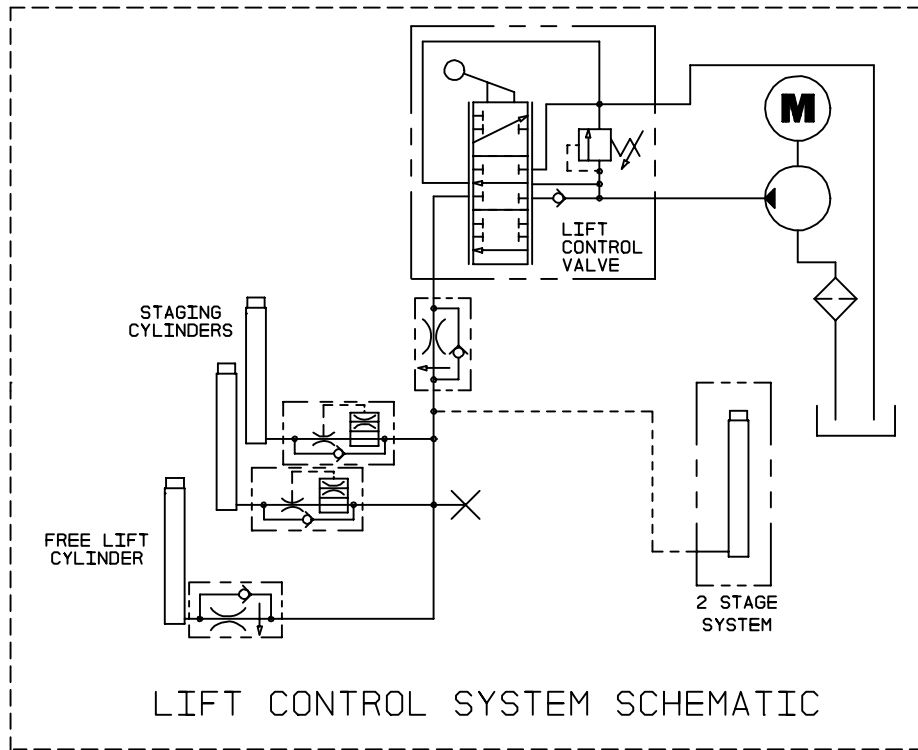 M
LIFT
CONTROL
VALVE
STAGING
CYLINDERS
FREE LIFT
CYLINDER
2 STAGE
SYSTEM
LIFT CONTROL SYSTEM SCHEMATIC